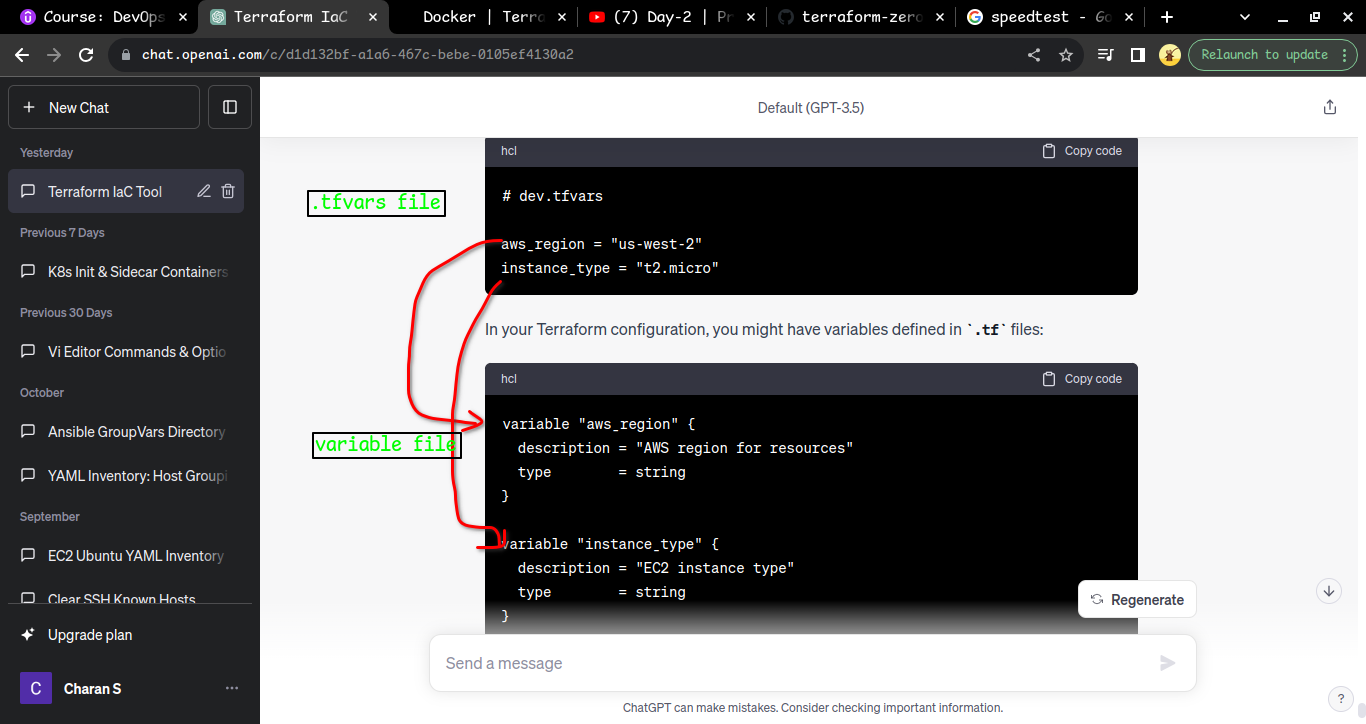 Course: DevOps
Terraform IaC
Docker | Terra
(7) Day-2 | Pr
terraform-zero
speedtest - Go
chat.openai.com/c/d1d132bf-a1a6-467c-bebe-0105ef4130a2
Relaunch to update
New Chat
Yesterday
Terraform IaC Tool
Previous 7 Days
K8s Init & Sidecar Containers
Previous 30 Days
Vi Editor Commands & Optio
October
Ansible GroupVars Directory
YAML Inventory: Host Groupi
September
EC2 Ubuntu YAML Inventory
Clear SSH Known Hosts
Upgrade plan
C
Charan S
Default (GPT-3.5)
hcl
Copy code
.tfvars file
# dev.tfvars
aws_region = "us-west-2"
instance_type = "t2.micro"
In your Terraform configuration, you might have variables defined in `.tf` files:
hcl
Copy code
variable file
variable "aws_region" {
description = "AWS region for resources"
type = string
}
variable "instance_type" {
description = "EC2 instance type"
type = string
}
Regenerate
Send a message
ChatGPT can make mistakes. Consider checking important information.
?